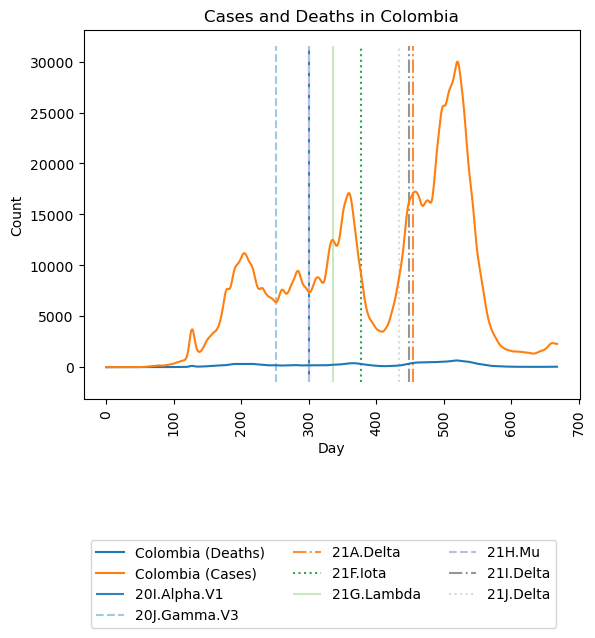 Cases and Deaths in Colombia
30000
25000
20000
15000
10000
5000
0
Count
0 100 200 300 400 500 600 700
Day
Colombia (Deaths) 21A.Delta 21H.Mu
Colombia (Cases) 21F.Iota 21I.Delta
20I.Alpha.V1 21G.Lambda 21J.Delta
20J.Gamma.V3